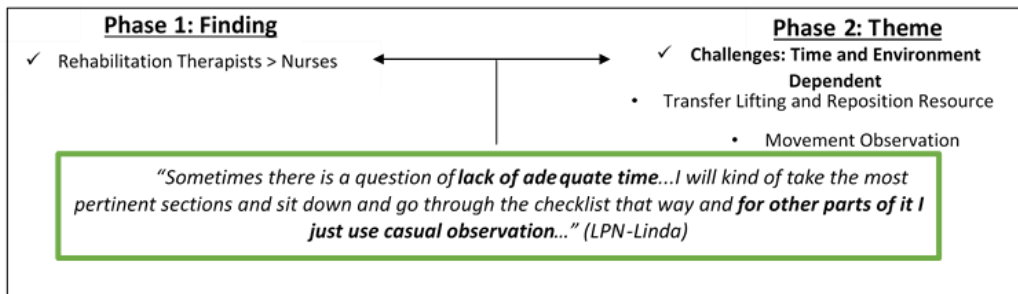 Phase 1: Finding
✓ Rehabilitation Therapists > Nurses
Phase 2: Theme
✓ Challenges: Time and Environment
Dependent
• Transfer Lifting and Reposition Resource
• Movement Observation
“Sometimes there is a question of lack of adequate time...I will kind of take the most
pertinent sections and sit down and go through the checklist that way and for other parts of it I
just use casual observation...” (LPN-Linda)